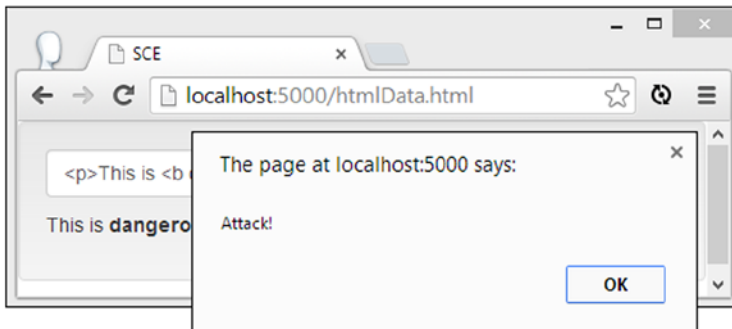 SCE
localhost:5000/htmlData.html
The page at localhost:5000 says:
<p>This is <b
This is dangero
Attack!
OK